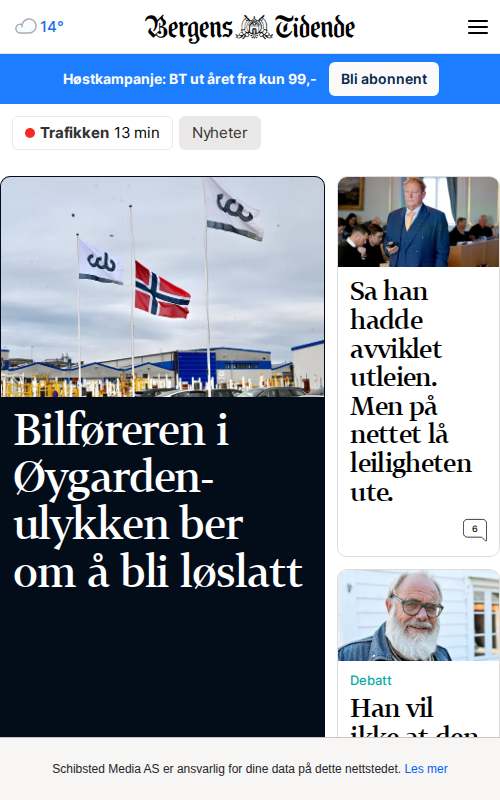 14°
Bergens Tidende
Høstkampanje: BT ut året fra kun 99,-
Bli abonnent
Trafikken 13 min
Nyheter
Bilføreren i
Øygarden-
ulykken ber
om å bli løslatt
Sa han
hadde
avviklet
utleien.
Men på
nettet lå
leiligheten
ute.
6
Debatt
Han vil
ikke at den
Schibsted Media AS er ansvarlig for dine data på dette nettstedet. Les mer